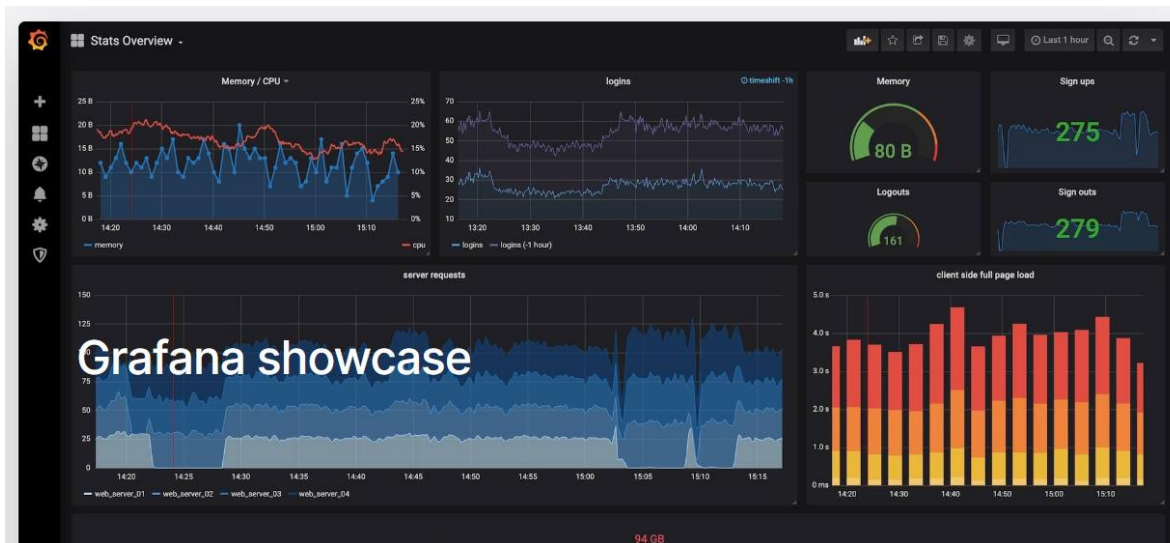 Stats Overview
Last 1 hour
Memory / CPU
25 B
20 B
15 B
10 B
5 B
0 B
25%
20%
15%
10%
5%
0%
14:20 14:30 14:40 14:50 15:00 15:10
memory cpu
logins
timeshift -1h
70
60
50
40
30
20
10
13:20 13:30 13:40 13:50 14:00 14:10
logins logins (-1 hour)
Memory
80 B
Sign ups
275
Logouts
161
Sign outs
279
server requests
150
125
100
75
50
25
0
Grafana showcase
14:20 14:25 14:30 14:35 14:40 14:45 14:50 14:55 15:00 15:05 15:10 15:15
web_server_01 web_server_02 web_server_03 web_server_04
client side full page load
5.0 s
4.0 s
3.0 s
2.0 s
1.0 s
0 ms
14:20 14:30 14:40 14:50 15:00 15:10
94 GB